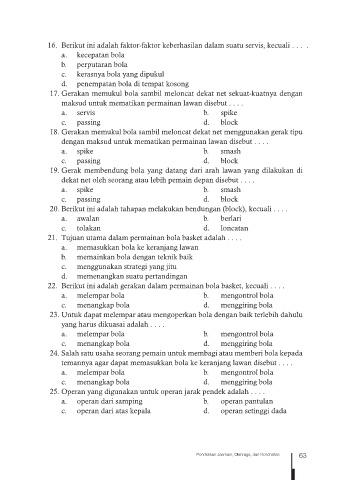 16. Berikut ini adalah faktor-faktor keberhasilan dalam suatu servis, kecuali . . . .
a. kecepatan bola
b. perputaran bola
c. kerasnya bola yang dipukul
d. penempatan bola di tempat kosong
17. Gerakan memukul bola sambil meloncat dekat net sekuat-kuatnya dengan
maksud untuk mematikan permainan lawan disebut . . . .
a. servis b. spike
c. passing d. block
18. Gerakan memukul bola sambil meloncat dekat net menggunakan gerak tipu
dengan maksud untuk mematikan permainan lawan disebut . . . .
a. spike b. smash
c. passing d. block
19. Gerak membendung bola yang datang dari arah lawan yang dilakukan di
dekat net oleh seorang atau lebih pemain depan disebut . . . .
a. spike b. smash
c. passing d. block
20. Berikut ini adalah tahapan melakukan bendungan (block), kecuali . . . .
a. awalan b. berlari
c. tolakan d. loncatan
21. Tujuan utama dalam permainan bola basket adalah . . . .
a. memasukkan bola ke keranjang lawan
b. memainkan bola dengan teknik baik
c. menggunakan strategi yang jitu
d. memenangkan suatu pertandingan
22. Berikut ini adalah gerakan dalam permainan bola basket, kecuali . . . .
a. melempar bola b. mengontrol bola
c. menangkap bola d. menggiring bola
23. Untuk dapat melempar atau mengoperkan bola dengan baik terlebih dahulu
yang harus dikuasai adalah . . . .
a. melempar bola b. mengontrol bola
c. menangkap bola d. menggiring bola
24. Salah satu usaha seorang pemain untuk membagi atau memberi bola kepada
temannya agar dapat memasukkan bola ke keranjang lawan disebut . . . .
a. melempar bola b. mengontrol bola
c. menangkap bola d. menggiring bola
25. Operan yang digunakan untuk operan jarak pendek adalah . . . .
a. operan dari samping b. operan pantulan
c. operan dari atas kepala d. operan setinggi dada
Pendidikan Jasmani, Olahraga, dan Kesehatan 63